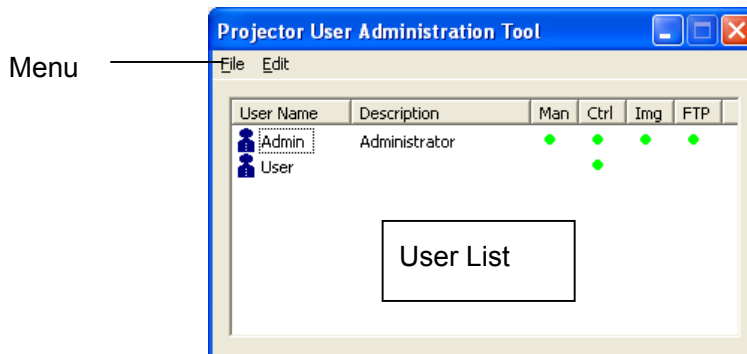 Projector User Administration Tool
Menu
File Edit
User Name Description Man Ctrl Img FTP
Admin Administrator
User
User List